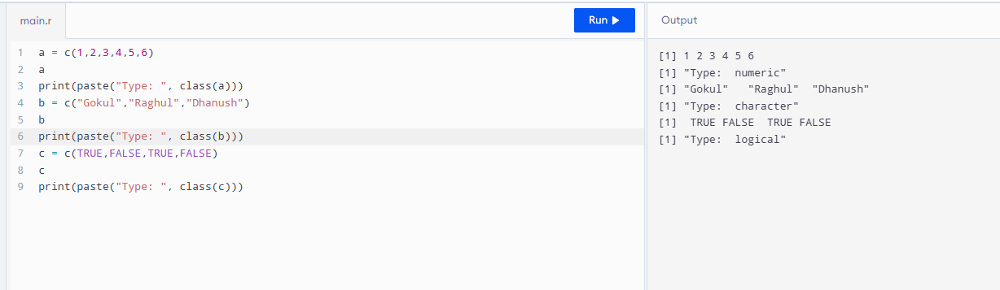 main.r
Run
1 a = c(1,2,3,4,5,6)
2 a
3 print(paste("Type: ", class(a)))
4 b = c("Gokul","Raghul","Dhanush")
5 b
6 print(paste("Type: ", class(b)))
7 c = c(TRUE,FALSE,TRUE,FALSE)
8 c
9 print(paste("Type: ", class(c)))
Output
[1] 1 2 3 4 5 6
[1] "Type:  numeric"
[1] "Gokul"   "Raghul"  "Dhanush"
[1] "Type:  character"
[1]  TRUE FALSE  TRUE FALSE
[1] "Type:  logical"